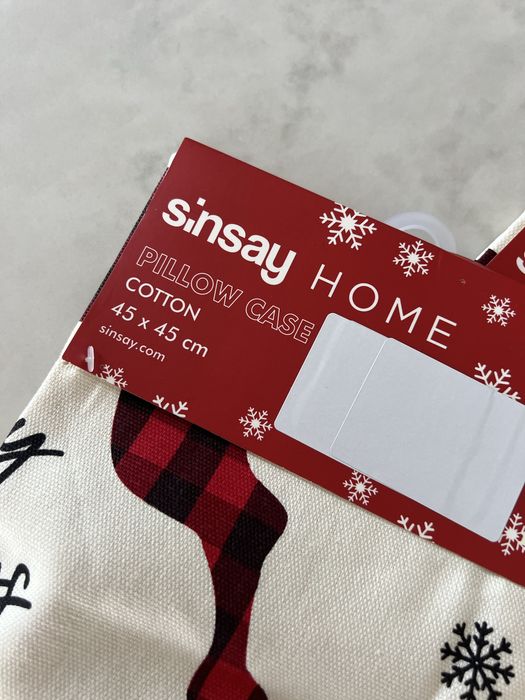 sinsay HOME
PILLOW CASE
COTTON
45 x 45 cm
sinsay.com